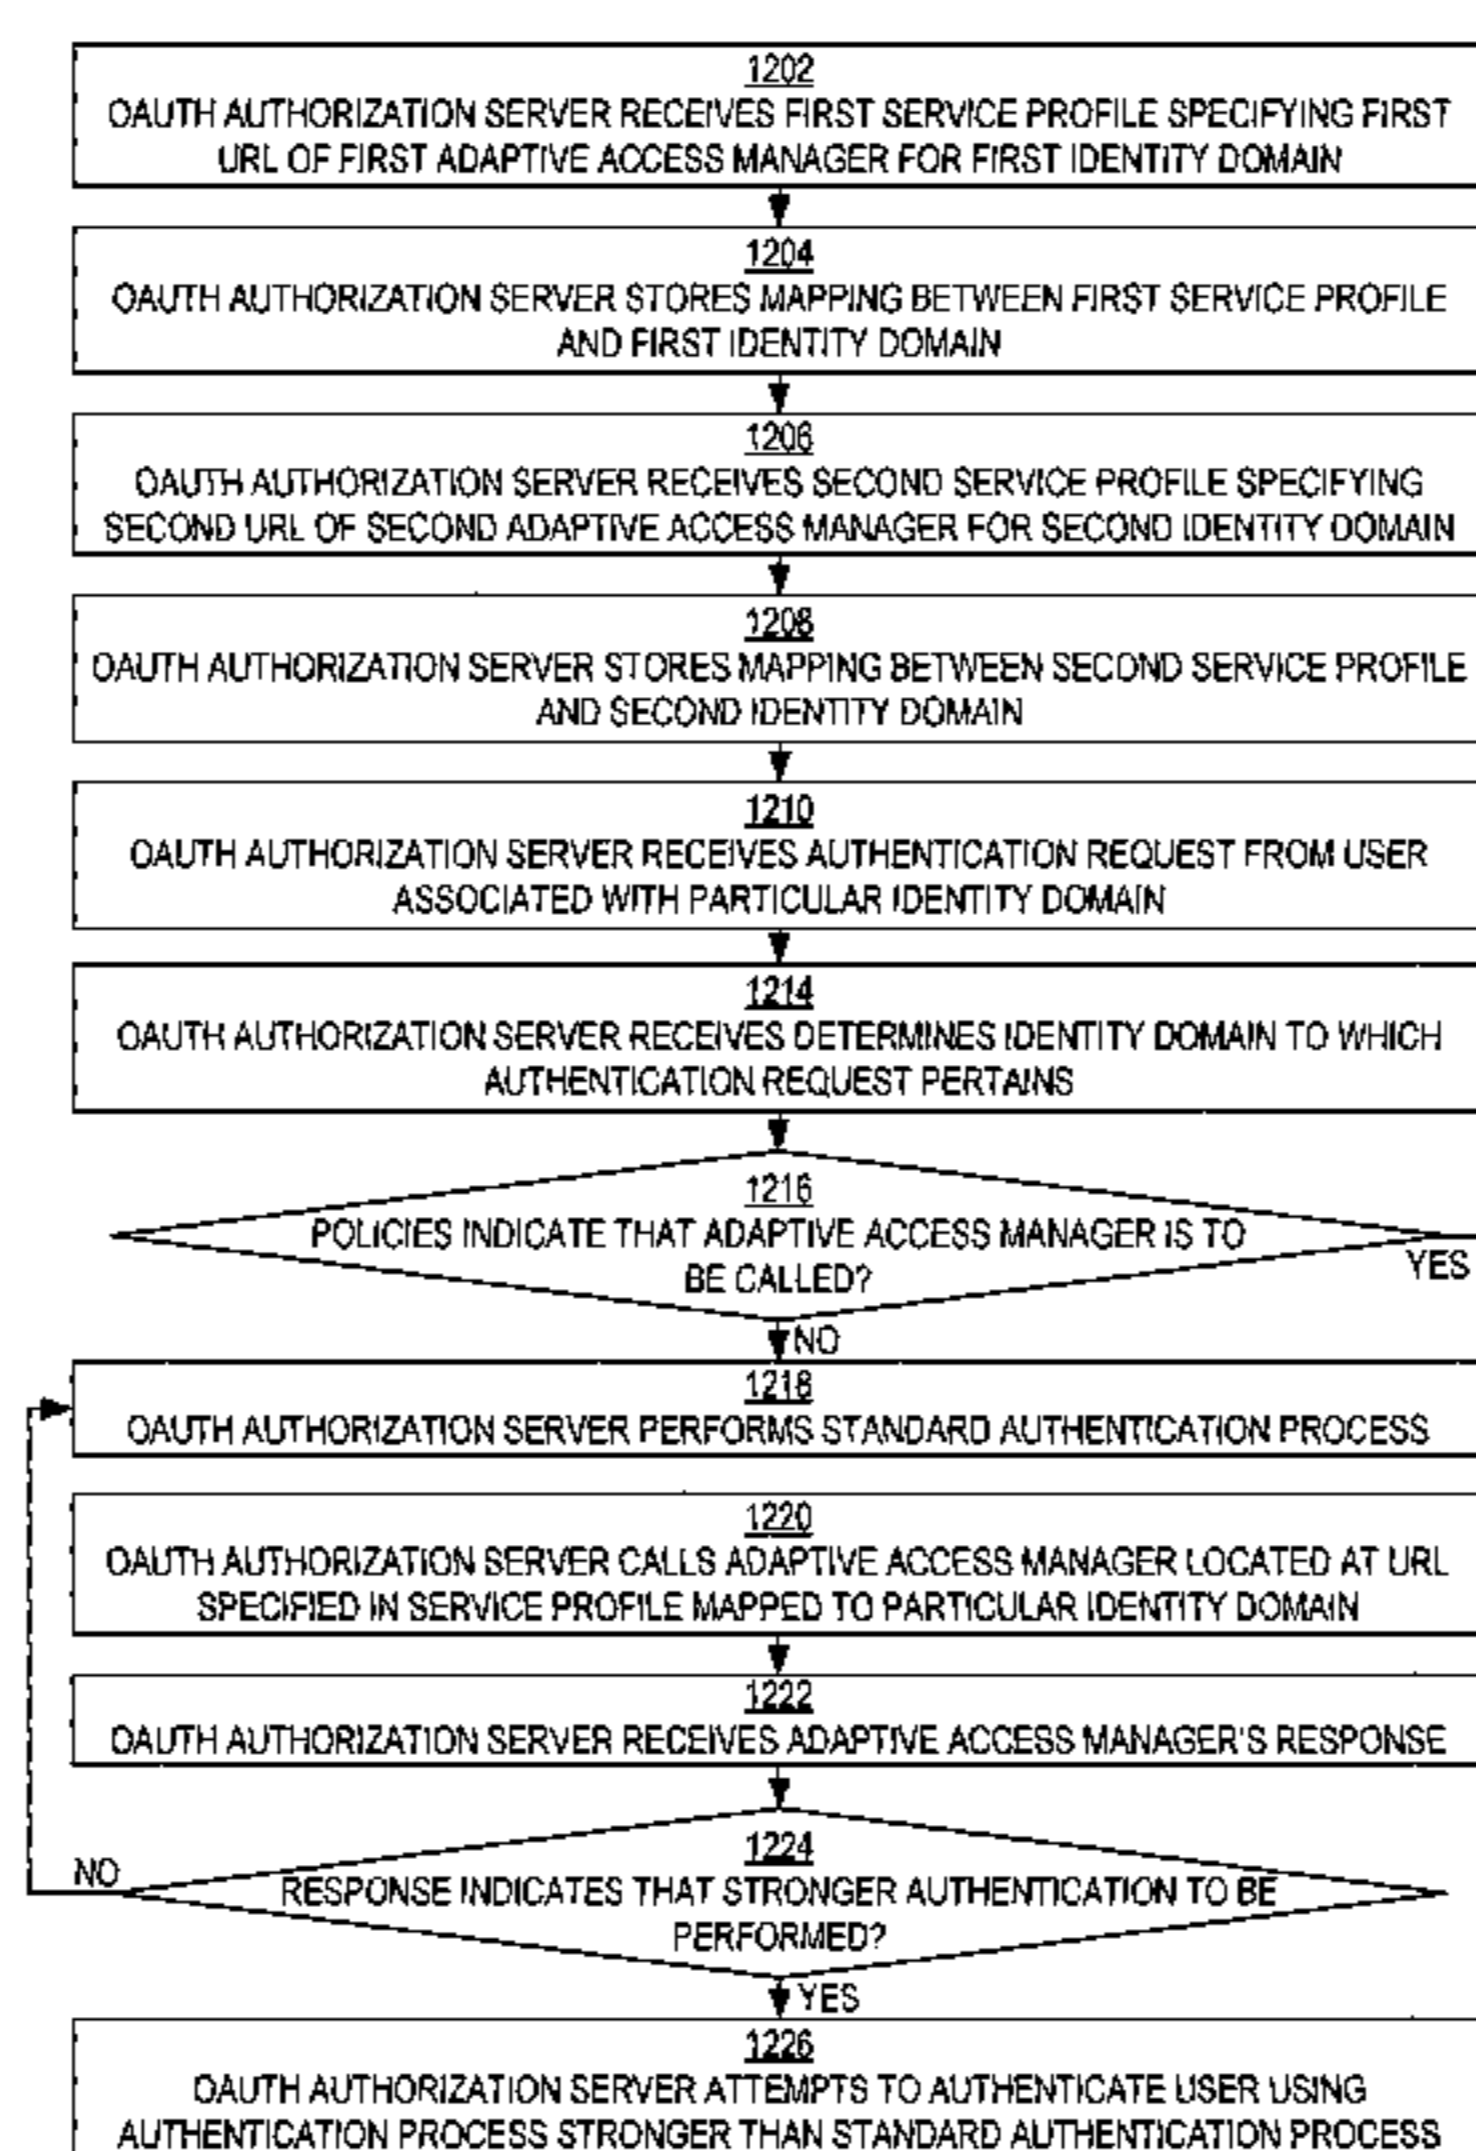 1202
OAUTH AUTHORIZATION SERVER RECEIVES FIRST SERVICE PROFILE SPECIFYING FIRST
URL OF FIRST ADAPTIVE ACCESS MANAGER FOR FIRST IDENTITY DOMAIN
1204
OAUTH AUTHORIZATION SERVER STORES MAPPING BETWEEN FIRST SERVICE PROFILE
AND FIRST IDENTITY DOMAIN
1206
OAUTH AUTHORIZATION SERVER RECEIVES SECOND SERVICE PROFILE SPECIFYING
SECOND URL OF SECOND ADAPTIVE ACCESS MANAGER FOR SECOND IDENTITY DOMAIN
1208
OAUTH AUTHORIZATION SERVER STORES MAPPING BETWEEN SECOND SERVICE PROFILE
AND SECOND IDENTITY DOMAIN
1210
OAUTH AUTHORIZATION SERVER RECEIVES AUTHENTICATION REQUEST FROM USER
ASSOCIATED WITH PARTICULAR IDENTITY DOMAIN
1214
OAUTH AUTHORIZATION SERVER RECEIVES DETERMINES IDENTITY DOMAIN TO WHICH
AUTHENTICATION REQUEST PERTAINS
1216
POLICIES INDICATE THAT ADAPTIVE ACCESS MANAGER IS TO
BE CALLED?
YES
NO
1218
OAUTH AUTHORIZATION SERVER PERFORMS STANDARD AUTHENTICATION PROCESS
1220
OAUTH AUTHORIZATION SERVER CALLS ADAPTIVE ACCESS MANAGER LOCATED AT URL
SPECIFIED IN SERVICE PROFILE MAPPED TO PARTICULAR IDENTITY DOMAIN
1222
OAUTH AUTHORIZATION SERVER RECEIVES ADAPTIVE ACCESS MANAGER'S RESPONSE
1224
NO
RESPONSE INDICATES THAT STRONGER AUTHENTICATION TO BE
PERFORMED?
YES
1226
OAUTH AUTHORIZATION SERVER ATTEMPTS TO AUTHENTICATE USER USING
AUTHENTICATION PROCESS STRONGER THAN STANDARD AUTHENTICATION PROCESS